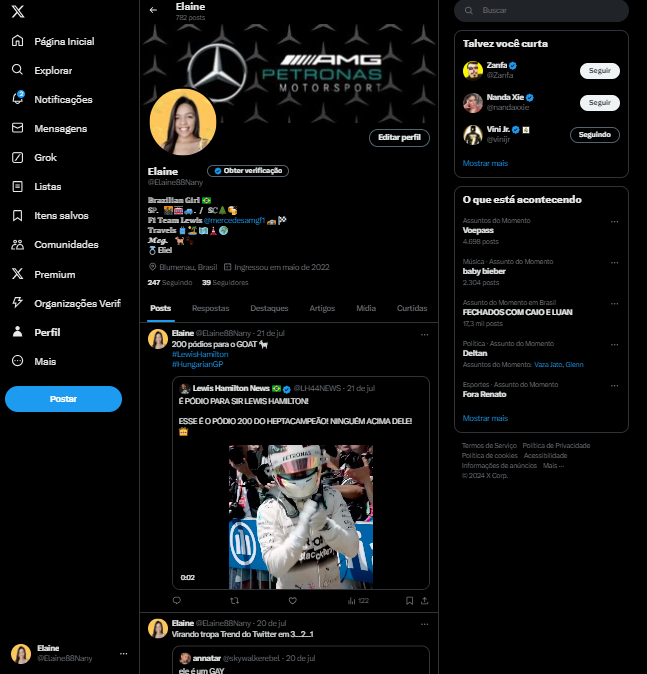 Elaine
782 posts
Buscar
Página Inicial
Explorar
2
Notificações
Mensagens
Grok
Listas
Itens salvos
Comunidades
Premium
Organizações Verifi
Perfil
Mais
Postar
AMG
PETRONAS
MOTORSPORT
Editar perfil
Elaine
Obter verificação
@Elaine88Nany
Brazilian Girl 🇧🇷
SP. / SC
F1 Team Lewis @mercedesamgf1
Travels
Meg.
Eliel
Blumenau, Brasil Ingressou em maio de 2022
247 Seguindo 39 Seguidores
Posts Respostas Destaques Artigos Mídia Curtidas
Elaine @Elaine88Nany · 21 de jul
200 pódios para o GOAT 🐐
#LewisHamilton
#HungarianGP
Lewis Hamilton News 🇧🇷 @LH44NEWS · 21 de jul
É PÓDIO PARA SIR LEWIS HAMILTON!
ESSE É O PÓDIO 200 DO HEPTACAMPEÃO! NINGUÉM ACIMA DELE!
PETRONAS
0:02
122
Elaine @Elaine88Nany · 20 de jul
Virando tropa Trend do Twitter em 3...2...1
annatar @skywalkerebel · 20 de jul
ele é um GAY
Talvez você curta
Zanfa
@Zanfa
Seguir
Nanda Xie
@nandaxxie
Seguir
Vini Jr.
@vinijr
Seguindo
Mostrar mais
O que está acontecendo
Assuntos do Momento
Voepass
4.698 posts
Música · Assunto do Momento
baby bieber
2.304 posts
Assunto do Momento em Brasil
FECHADOS COM CAIO E LUAN
17,3 mil posts
Política · Assunto do Momento
Deltan
Assuntos do Momento: Vara Jato, Glenn
Esportes · Assunto do Momento
Fora Renato
Mostrar mais
Termos de Serviço Política de Privacidade
Política de cookies Acessibilidade
Informações de anúncios Mais ···
© 2024 X Corp.
Elaine
@Elaine88Nany